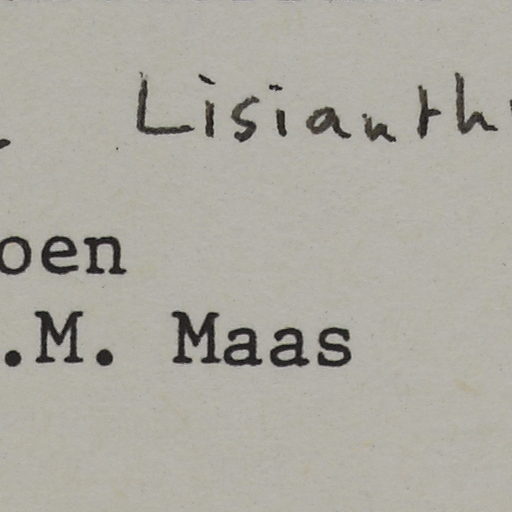 Lisianth
oen
.M. Maas